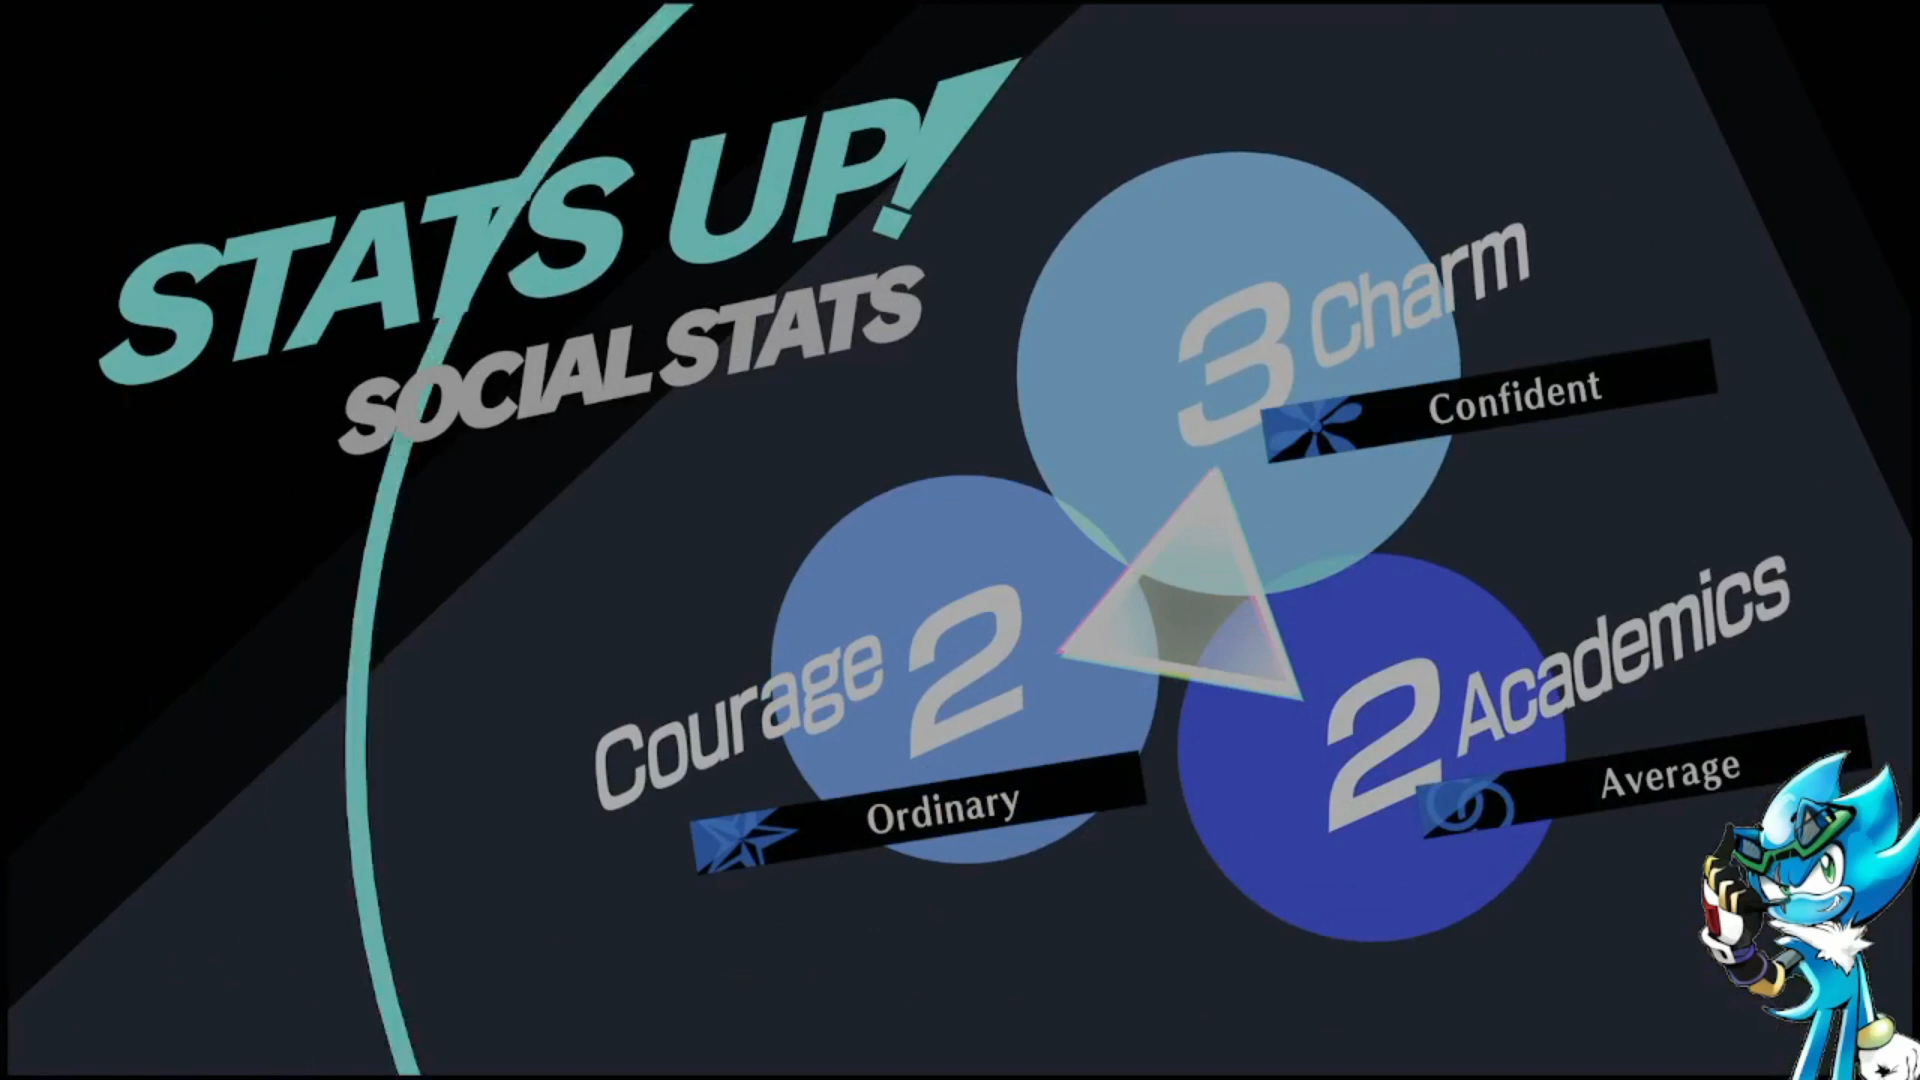 STATS UP!
SOCIAL STATS
3 Charm
Confident
Courage 2
Ordinary
2 Academics
Average